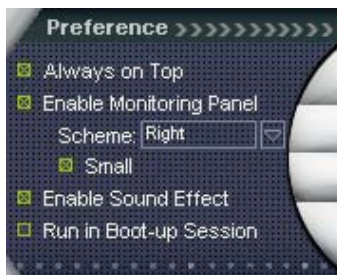 Preference >>>>>>>>>>>
Always on Top
Enable Monitoring Panel
Scheme: Right
Small
Enable Sound Effect
Run in Boot-up Session